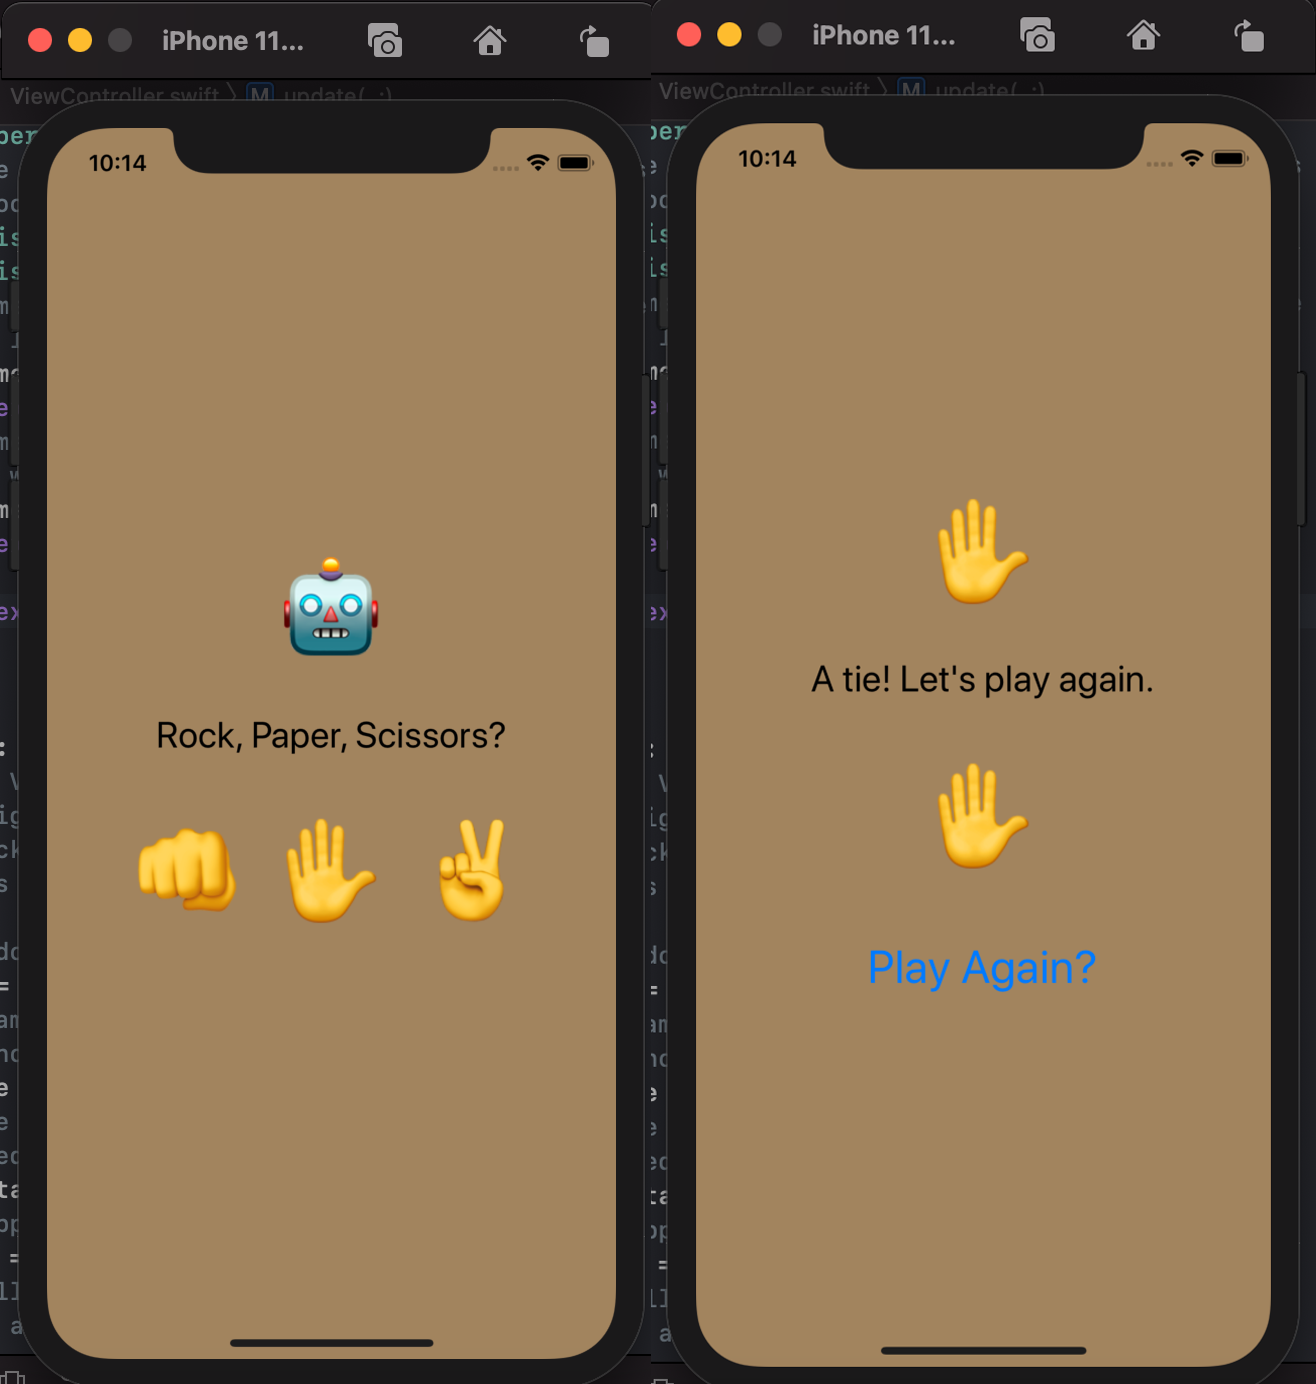 iPhone 11...
ViewController.swift 〉 M update(_:)
10:14
Rock, Paper, Scissors?
iPhone 11...
ViewController.swift 〉 M update(_:)
10:14
A tie! Let's play again.
Play Again?